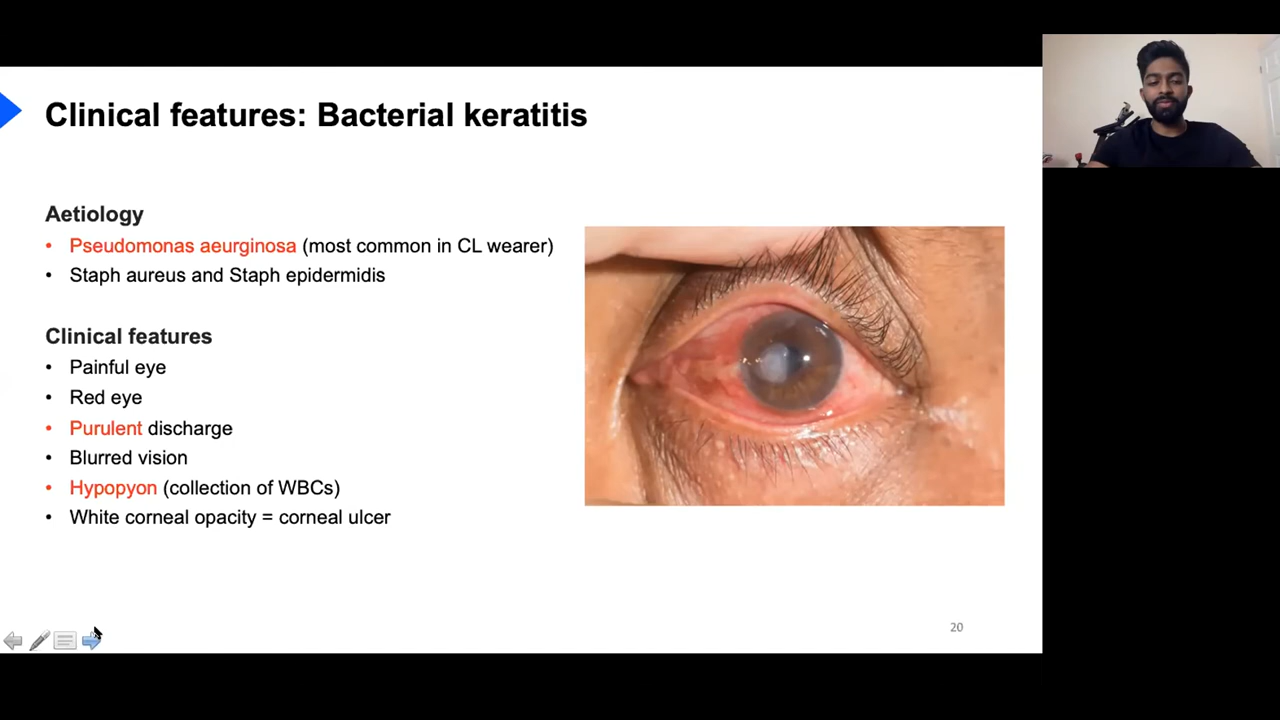 Clinical features: Bacterial keratitis
Aetiology
• Pseudomonas aeurginosa (most common in CL wearer)
• Staph aureus and Staph epidermidis
Clinical features
• Painful eye
• Red eye
• Purulent discharge
• Blurred vision
• Hypopyon (collection of WBCs)
• White corneal opacity = corneal ulcer
20